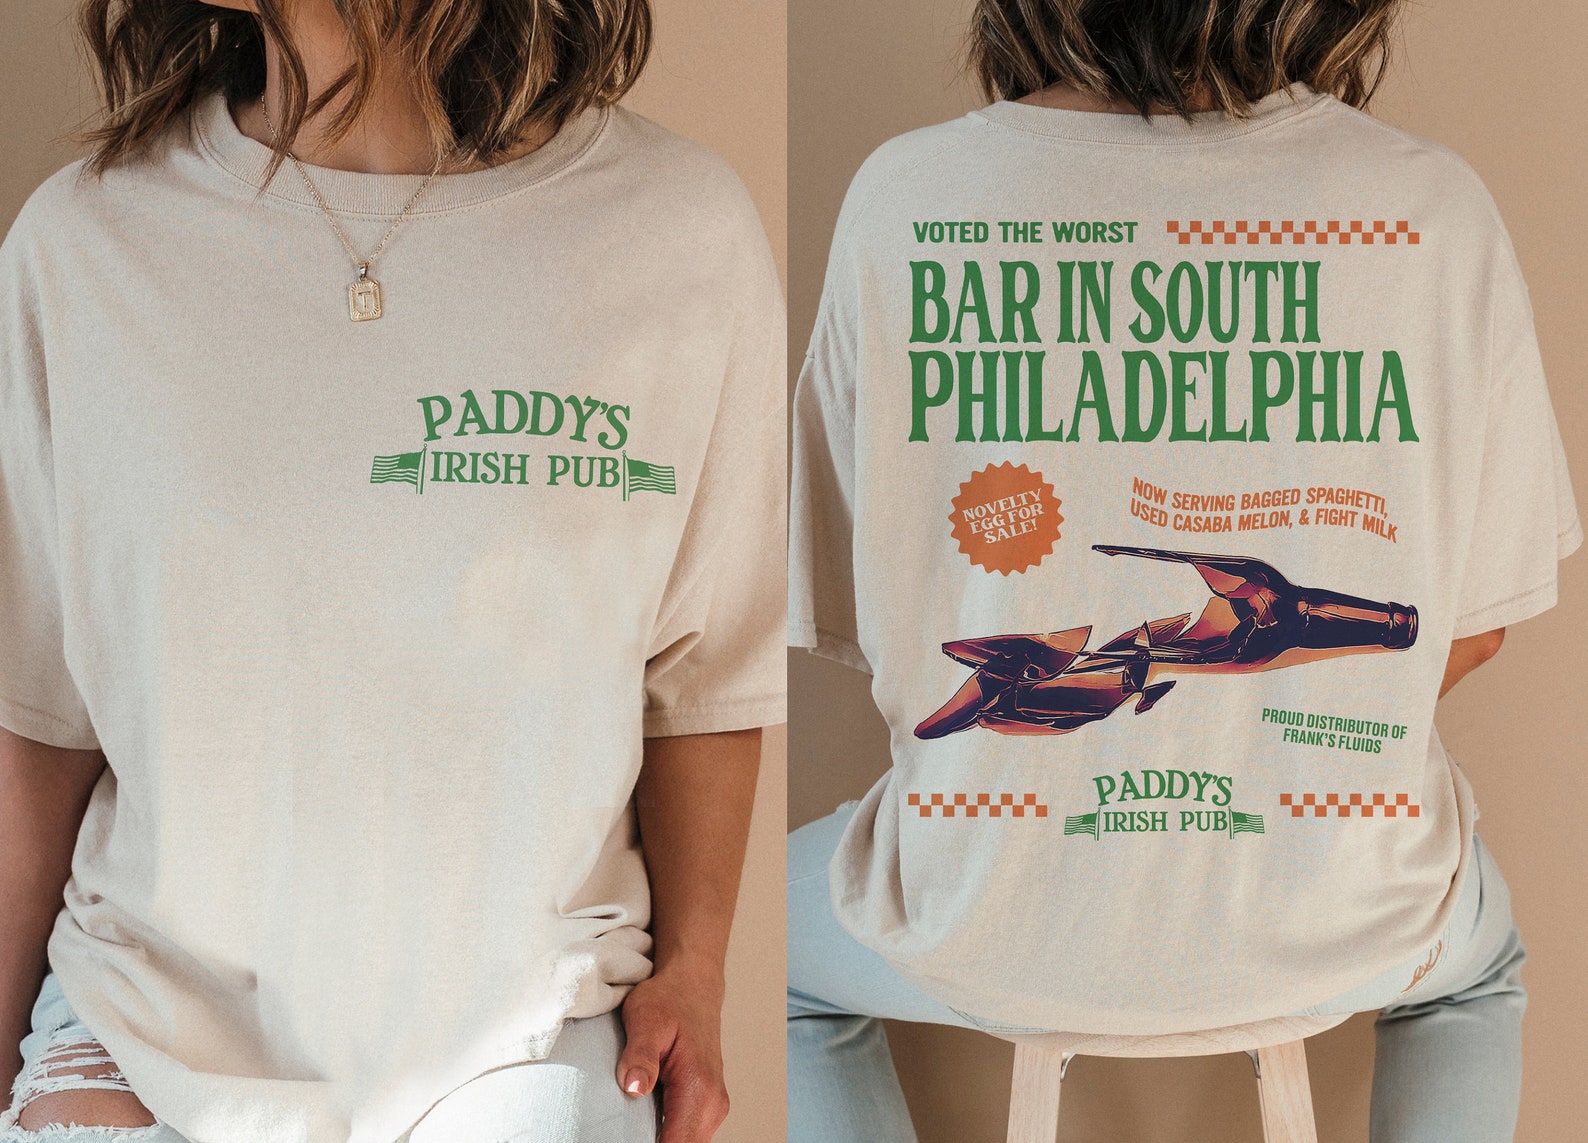 T
PADDY'S
IRISH PUB
VOTED THE WORST
BAR IN SOUTH
PHILADELPHIA
NOVELTY
EGG FOR
SALE!
NOW SERVING BAGGED SPAGHETTI,
USED CASABA MELON, & FIGHT MILK
PROUD DISTRIBUTOR OF
FRANK'S FLUIDS
PADDY'S
IRISH PUB